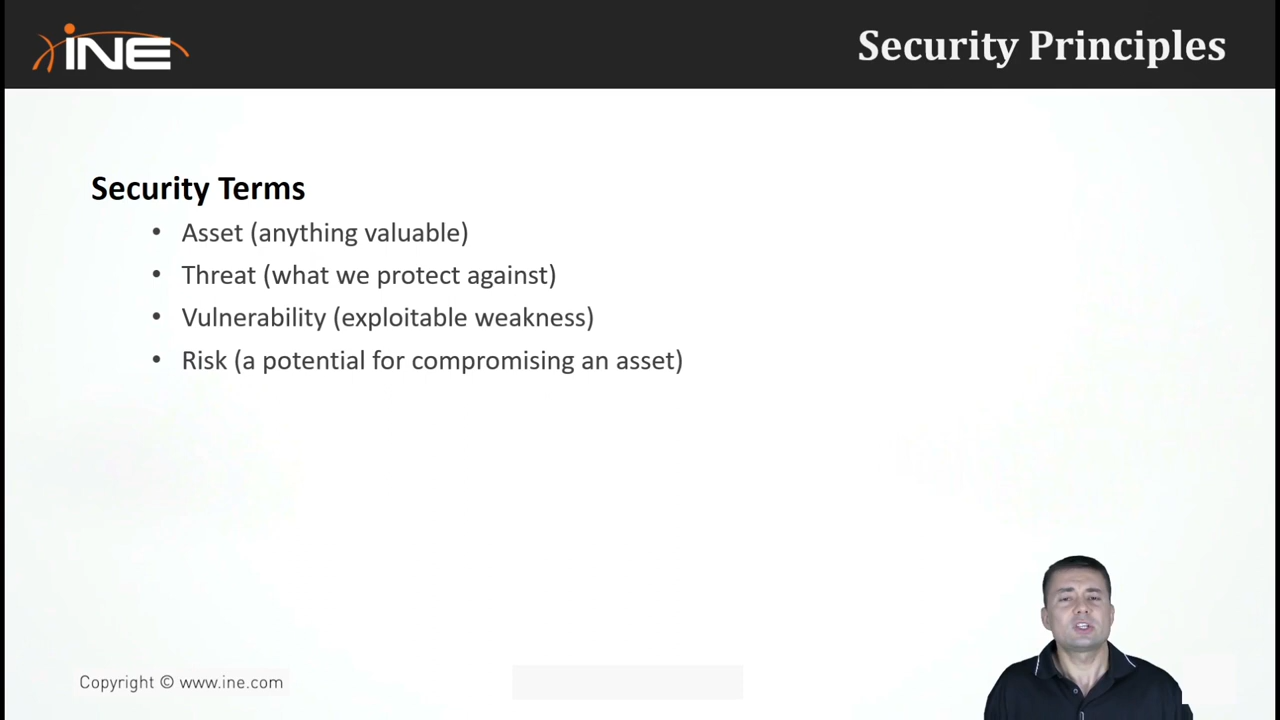 INE
Security Principles
Security Terms
• Asset (anything valuable)
• Threat (what we protect against)
• Vulnerability (exploitable weakness)
• Risk (a potential for compromising an asset)
Copyright © www.ine.com